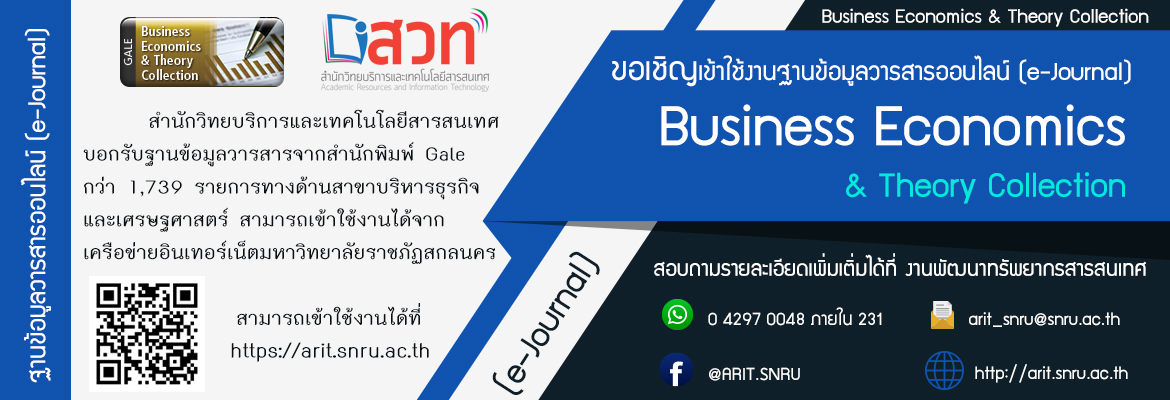 ฐานข้อมูลวารสารออนไลน์ (e-Journal)
GALE
Business
Economics
& Theory
Collection
สวท
สำนักวิทยบริการและเทคโนโลยีสารสนเทศ
Academic Resources and Information Technology
สำนักวิทยบริการและเทคโนโลยีสารสนเทศ
บอกรับฐานข้อมูลวารสารจากสำนักพิมพ์ Gale
กว่า 1,739 รายการทางด้านสาขาบริหารธุรกิจ
และเศรษฐศาสตร์ สามารถเข้าใช้งานได้จาก
เครือข่ายอินเทอร์เน็ตมหาวิทยาลัยราชภัฏสกลนคร
สามารถเข้าใช้งานได้ที่
https://arit.snru.ac.th
(e-Journal)
Business Economics & Theory Collection
ขอเชิญเข้าใช้งานฐานข้อมูลวารสารออนไลน์ (e-Journal)
Business Economics
& Theory Collection
สอบถามรายละเอียดเพิ่มเติ่มได้ที่ งานพัฒนาทรัพยากรสารสนเทศ
0 4297 0048 ภายใน 231
arit_snru@snru.ac.th
@ARIT.SNRU
http://arit.snru.ac.th